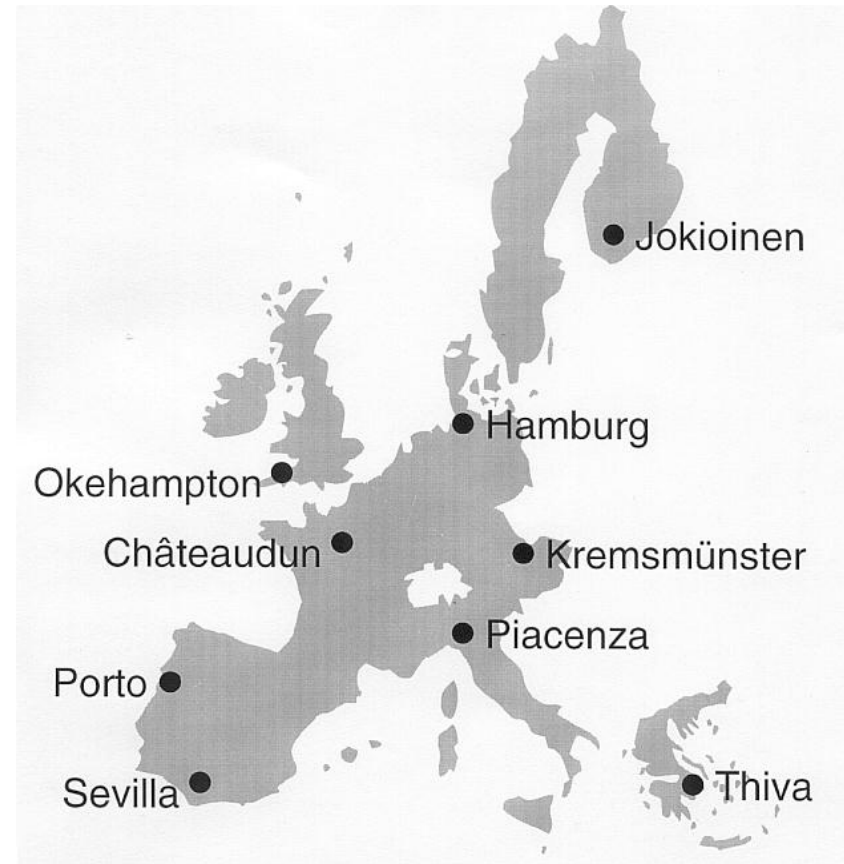 Jokioinen
Hamburg
Okehampton
Châteaudun
Kremsmünster
Piacenza
Porto
Sevilla
Thiva